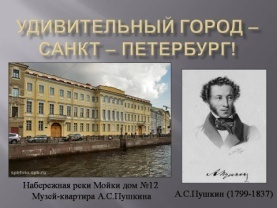 УДИВИТЕЛЬНЫЙ ГОРОД –
САНКТ – ПЕТЕРБУРГ!
Набережная реки Мойки дом №12
Музей-квартира А.С.Пушкина
А.С.Пушкин (1799-1837)